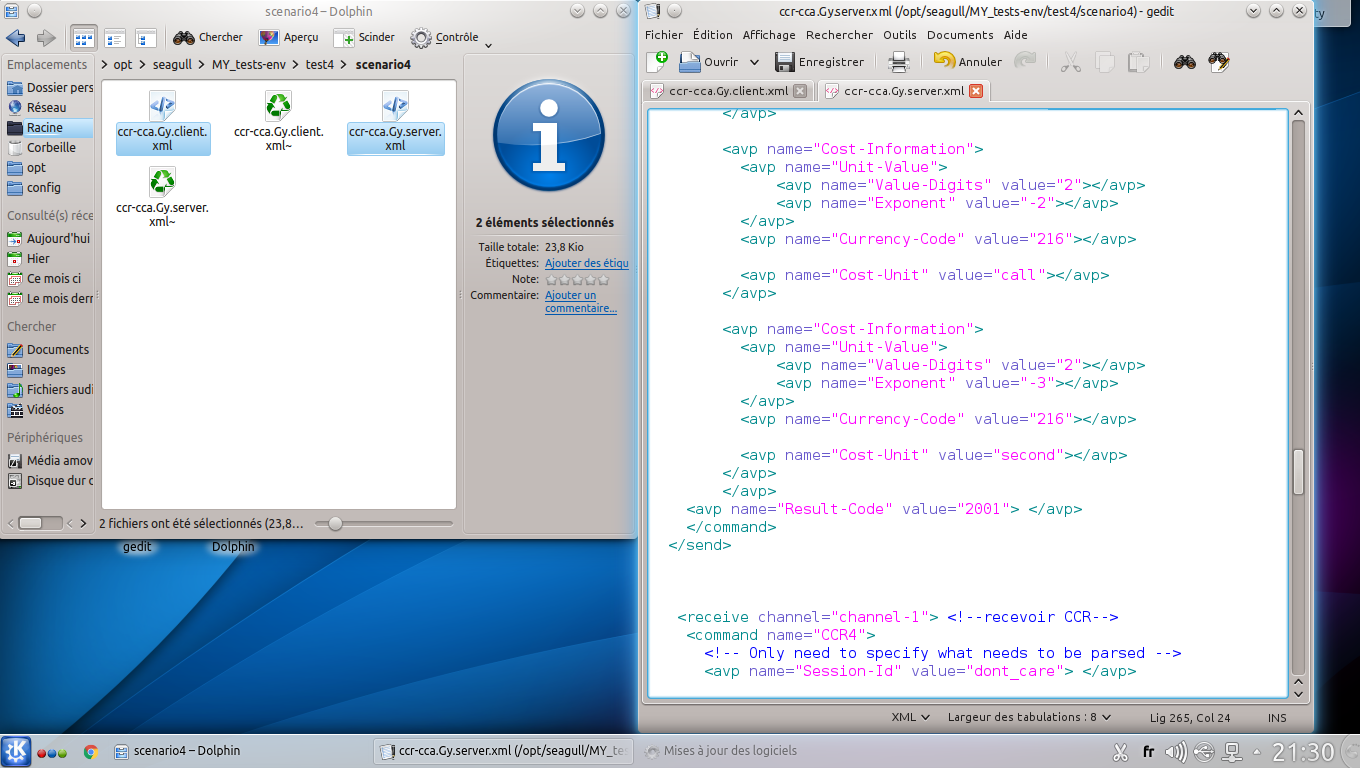 scenario4 – Dolphin
Chercher
Aperçu
Scinder
Contrôle
Emplacements
Dossier pers
Réseau
Racine
Corbeille
opt
config
Consulté(s) réce
Aujourd'hui
Hier
Ce mois ci
Le mois derr
Chercher
Documents
Images
Fichiers audi
Vidéos
Périphériques
Média amov
Disque dur c
> opt > seagull > MY_tests-env > test4 > scenario4
ccr-cca.Gy.client.
xml
ccr-cca.Gy.client.
xml~
ccr-cca.Gy.server.
xml
ccr-cca.Gy.server.
xml~
2 fichiers ont été sélectionnés (23,8...
2 éléments sélectionnés
Taille totale: 23,8 Kio
Étiquettes: Ajouter des étiqu
Note:
Commentaire: Ajouter un
commentaire...
gedit
Dolphin
ccr-cca.Gy.server.xml (/opt/seagull/MY_tests-env/test4/scenario4) - gedit
Fichier Édition Affichage Rechercher Outils Documents Aide
Ouvrir
Enregistrer
Annuler
ccr-cca.Gy.client.xml
ccr-cca.Gy.server.xml
</avp>
<avp name="Cost-Information">
<avp name="Unit-Value">
<avp name="Value-Digits" value="2"></avp>
<avp name="Exponent" value="-2"></avp>
</avp>
<avp name="Currency-Code" value="216"></avp>
<avp name="Cost-Unit" value="call"></avp>
</avp>
<avp name="Cost-Information">
<avp name="Unit-Value">
<avp name="Value-Digits" value="2"></avp>
<avp name="Exponent" value="-3"></avp>
</avp>
<avp name="Currency-Code" value="216"></avp>
<avp name="Cost-Unit" value="second"></avp>
</avp>
</avp>
<avp name="Result-Code" value="2001"> </avp>
</command>
</send>
<receive channel="channel-1"> <!--recevoir CCR-->
<command name="CCR4">
<!-- Only need to specify what needs to be parsed -->
<avp name="Session-Id" value="dont_care"> </avp>
XML
Largeur des tabulations : 8
Lig 265, Col 24
INS
ty
scenario4 – Dolphin
ccr-cca.Gy.server.xml (/opt/seagull/MY_tes
Mises à jour des logiciels
fr
21:30